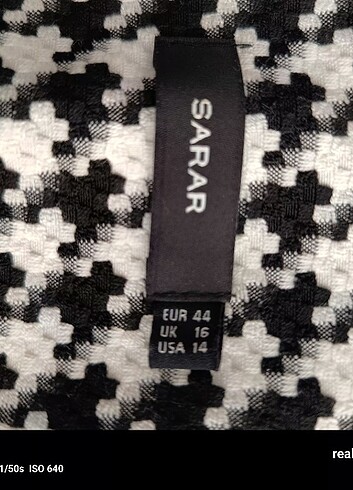 SARAR
EUR 44
UK 16
USA 14
real
1/50s ISO 640